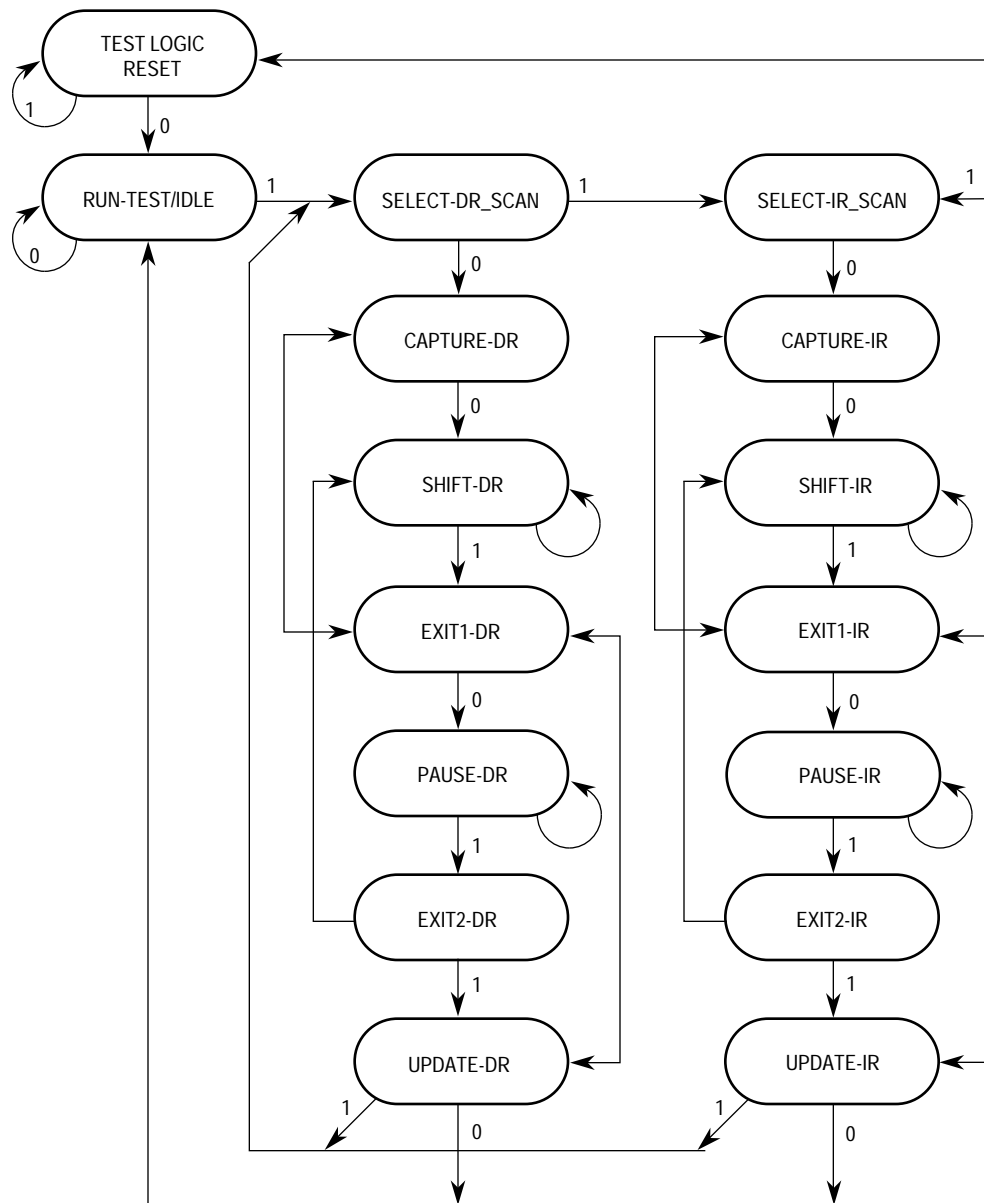 TEST LOGIC
RESET
1
0
RUN-TEST/IDLE
1
SELECT-DR_SCAN
1
SELECT-IR_SCAN
1
0
0
0
CAPTURE-DR
CAPTURE-IR
0
0
SHIFT-DR
SHIFT-IR
1
1
EXIT1-DR
EXIT1-IR
0
0
PAUSE-DR
PAUSE-IR
1
1
EXIT2-DR
EXIT2-IR
1
1
UPDATE-DR
UPDATE-IR
1
0
1
0